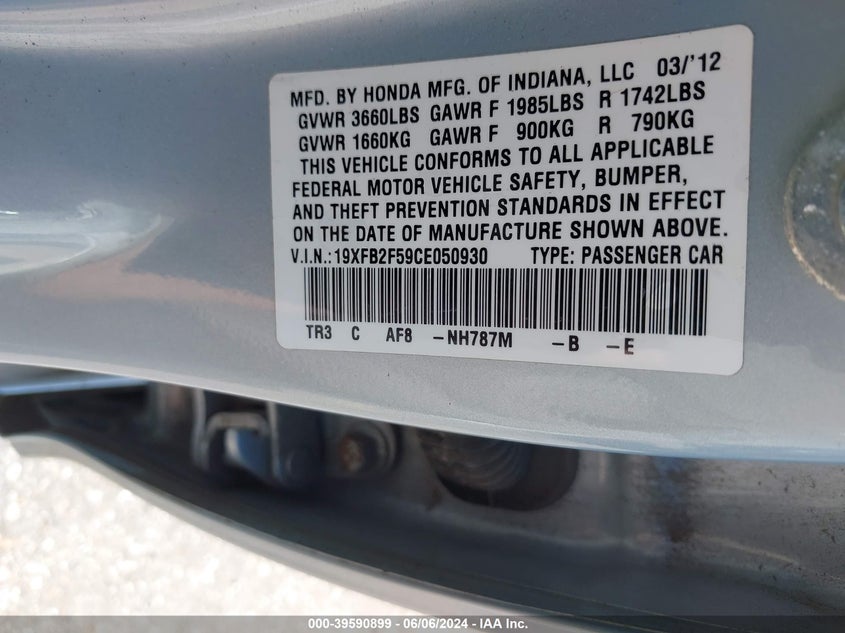 MFD. BY HONDA MFG. OF INDIANA, LLC 03/'12
GVWR 3660LBS GAWR F 1985LBS R 1742LBS
GVWR 1660KG GAWR F 900KG R 790KG
THIS VEHICLE CONFORMS TO ALL APPLICABLE
FEDERAL MOTOR VEHICLE SAFETY, BUMPER,
AND THEFT PREVENTION STANDARDS IN EFFECT
ON THE DATE OF MANUFACTURE SHOWN ABOVE.
V.I.N.:19XFB2F59CE050930 TYPE: PASSENGER CAR
TR3 C AF8 -NH787M -B -E
000-39590899 - 06/06/2024 - IAA Inc.